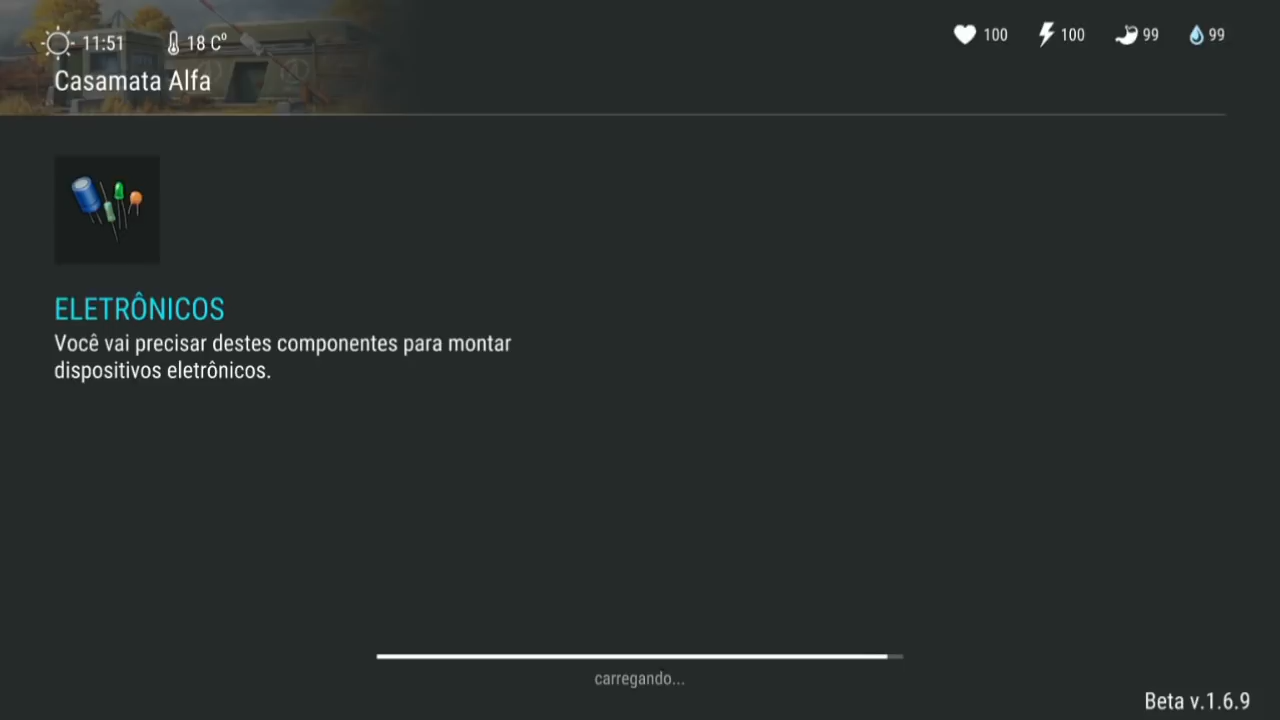 11:51 18 Cº
100 100 99 99
Casamata Alfa
ELETRÔNICOS
Você vai precisar destes componentes para montar
dispositivos eletrônicos.
carregando...
Beta v.1.6.9